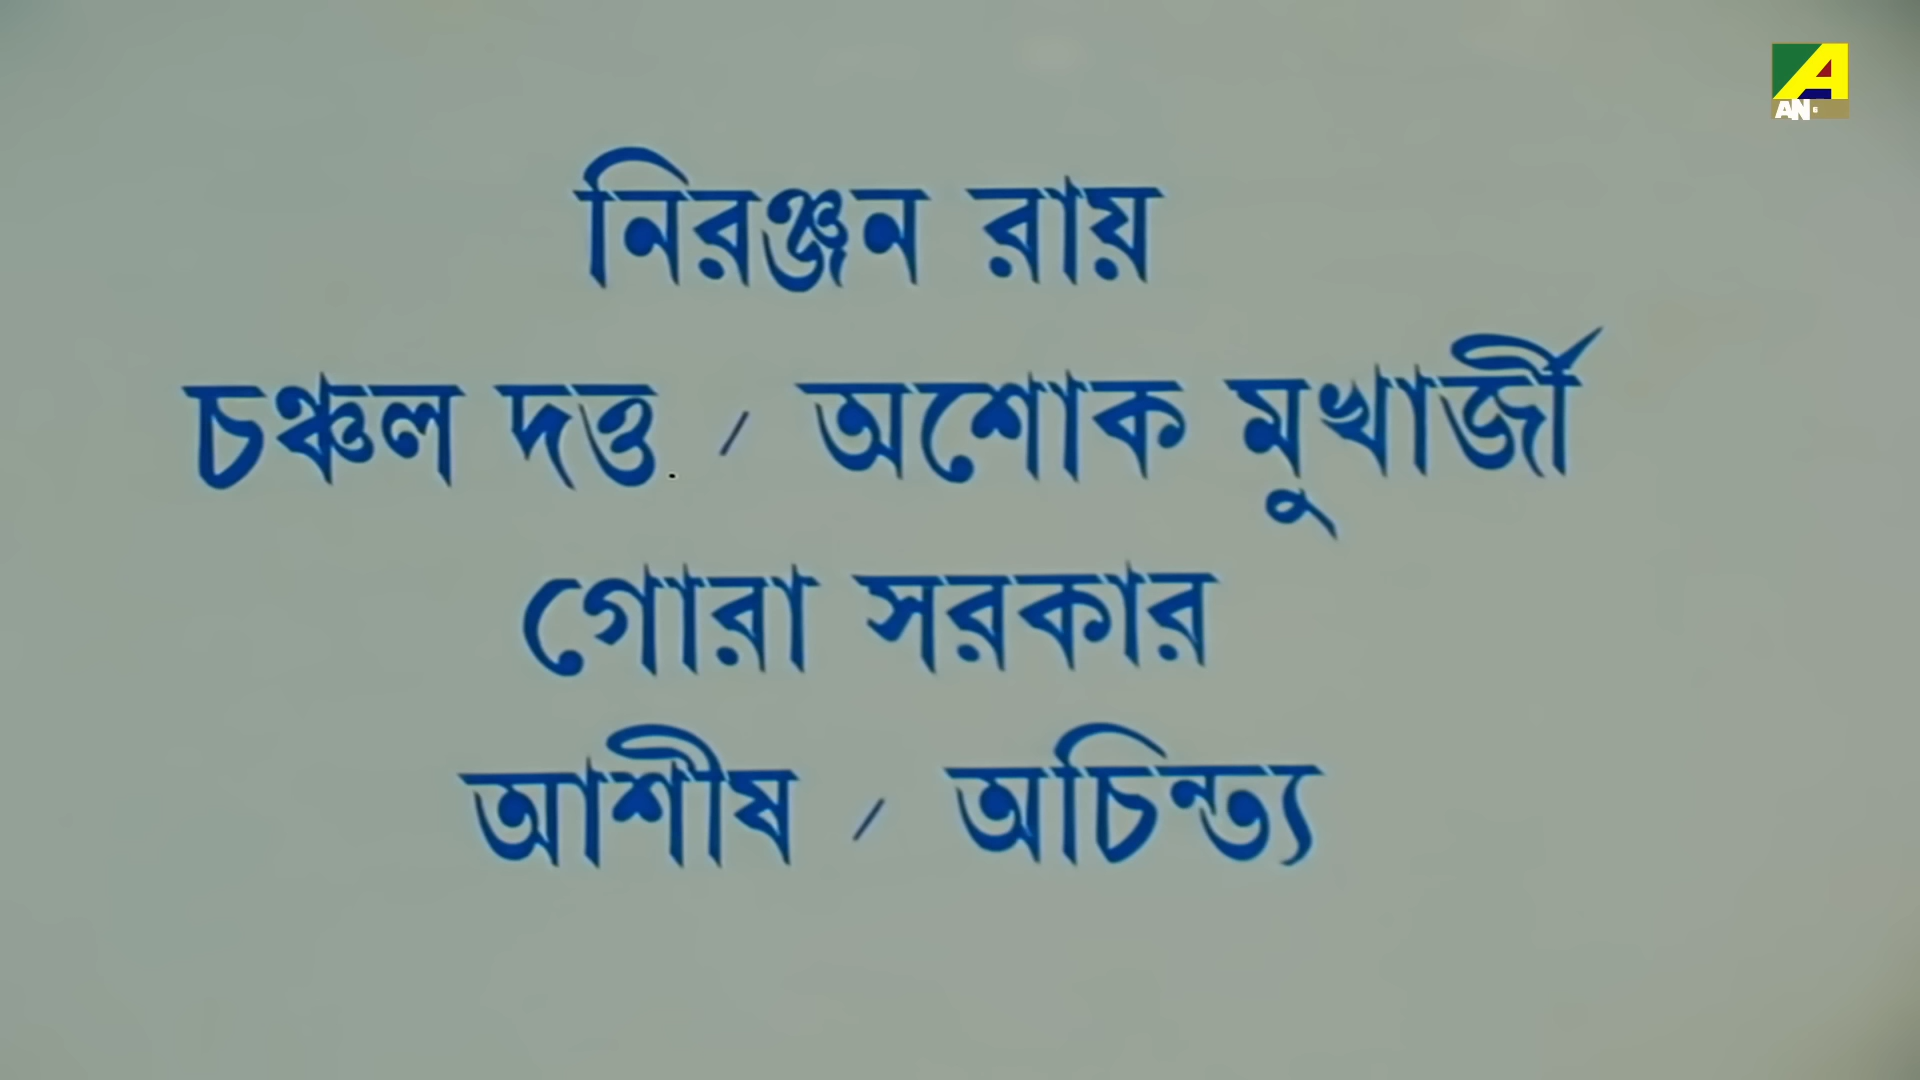 নিরঞ্জন রায়
চঞ্চল দত্ত / অশোক মুখার্জী
গোরা সরকার
আশীষ / অচিন্ত্য